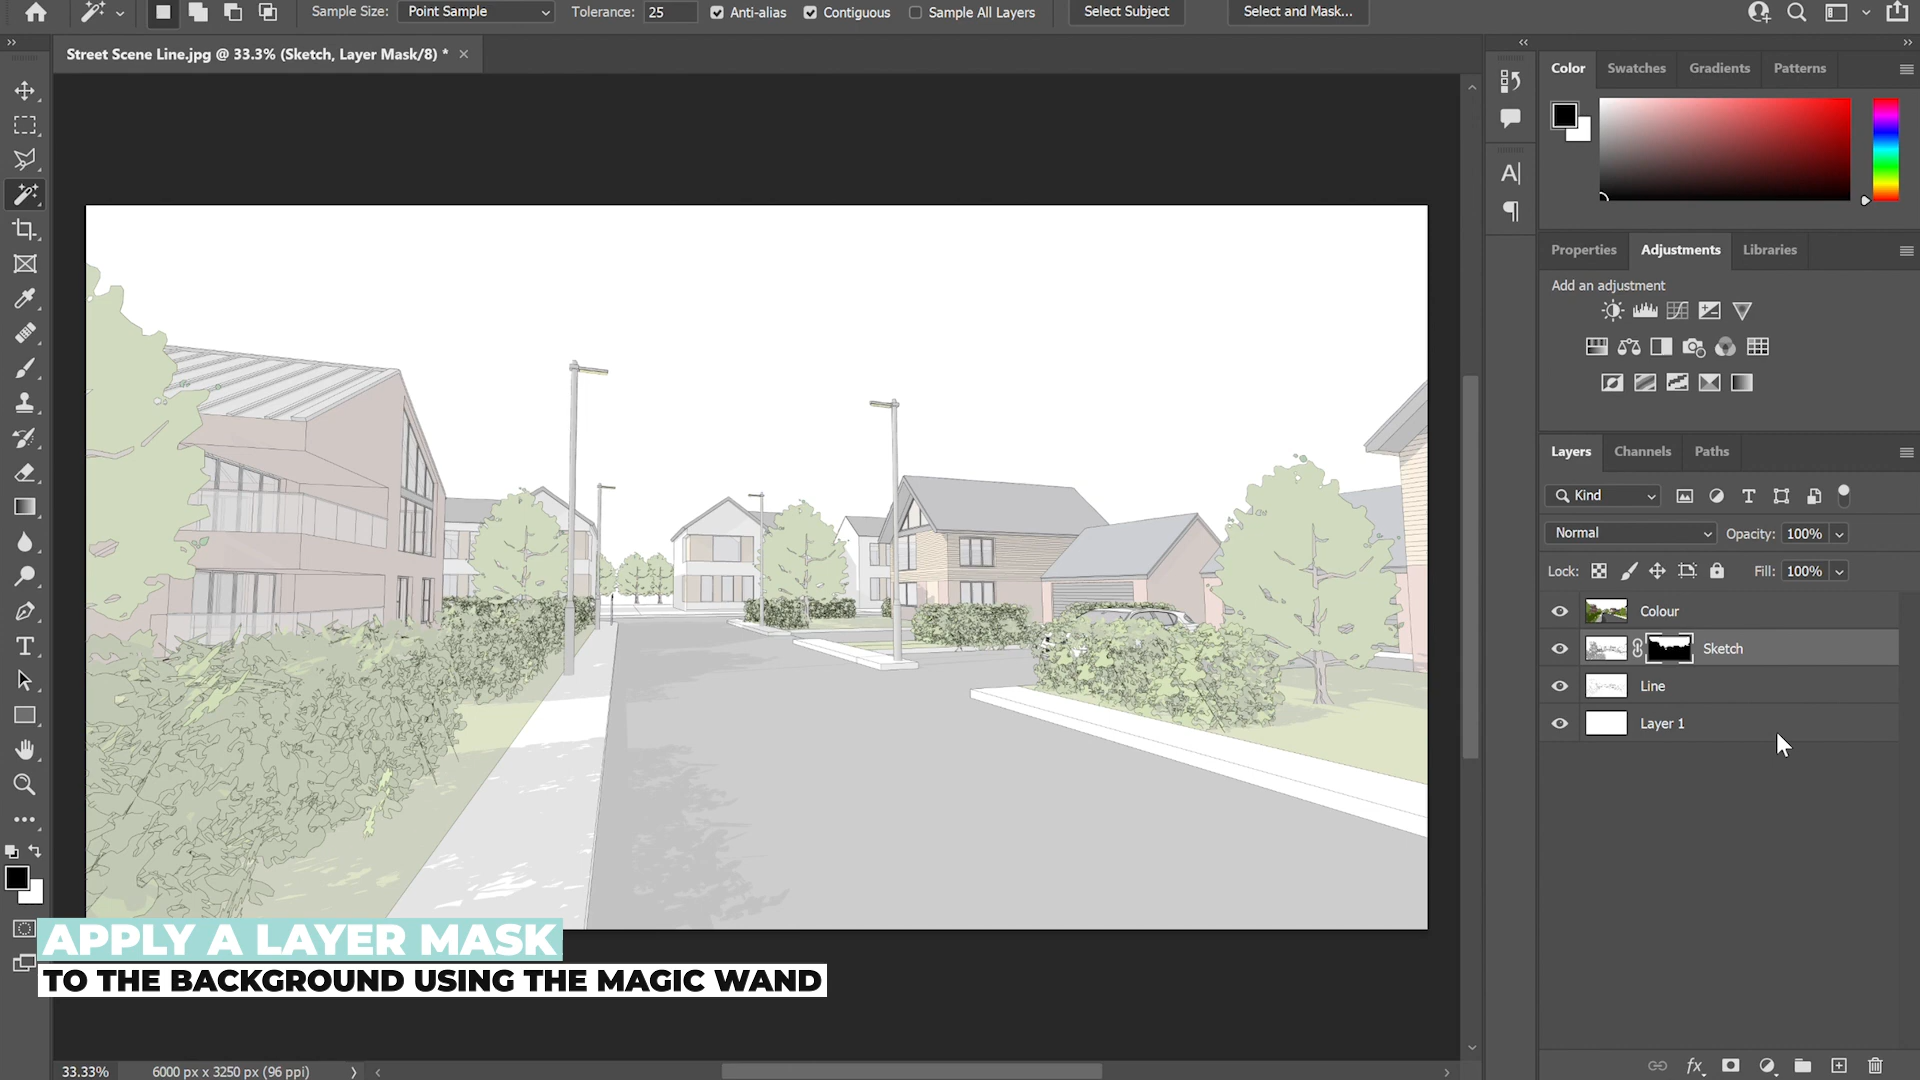 Sample Size: Point Sample Tolerance: 25 Anti-alias Contiguous Sample All Layers Select Subject Select and Mask...
Street Scene Line.jpg @ 33.3% (Sketch, Layer Mask/8) *
Color Swatches Gradients Patterns
Properties Adjustments Libraries
Add an adjustment
Layers Channels Paths
Kind
Normal Opacity: 100%
Lock: Fill: 100%
Colour
Sketch
Line
Layer 1
APPLY A LAYER MASK
TO THE BACKGROUND USING THE MAGIC WAND
33.33% 6000 px x 3250 px (96 ppi)